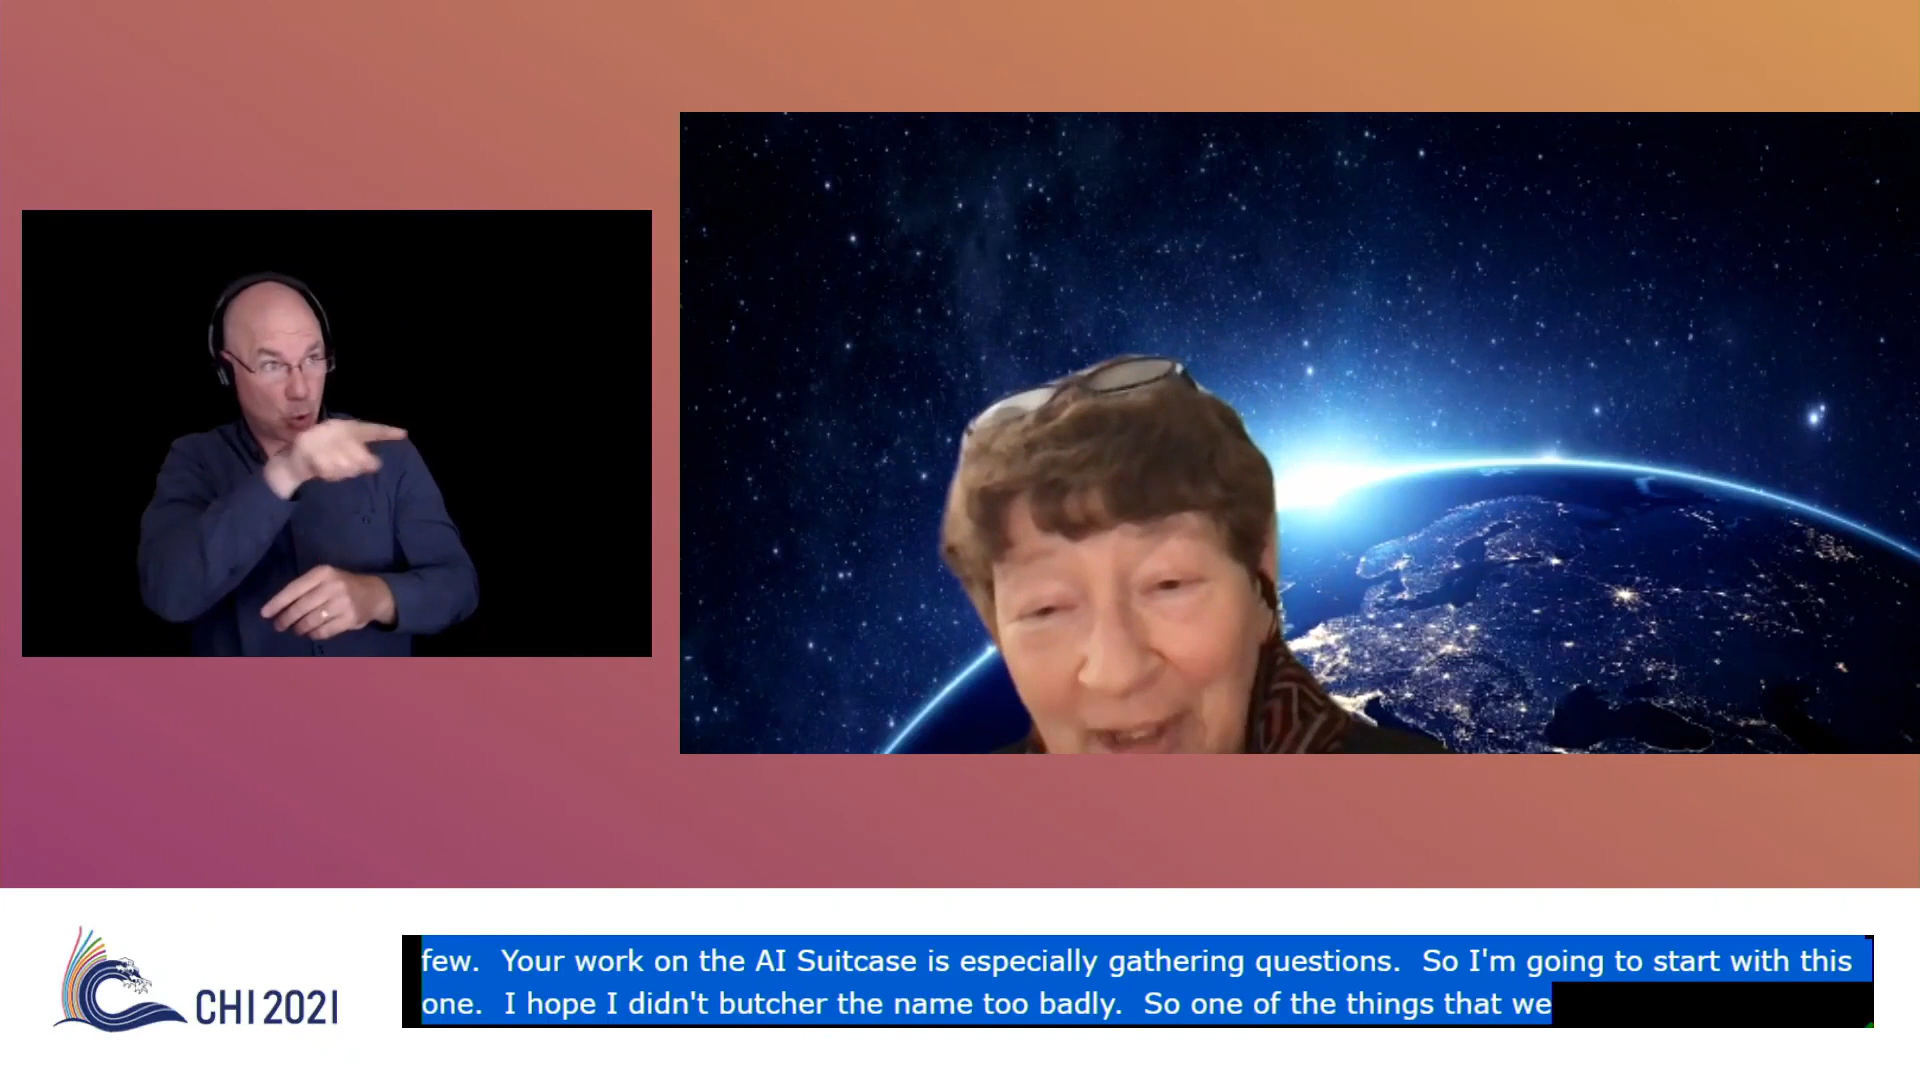 CHI 2021
few.  Your work on the AI Suitcase is especially gathering questions.  So I'm going to start with this
one.  I hope I didn't butcher the name too badly.  So one of the things that we